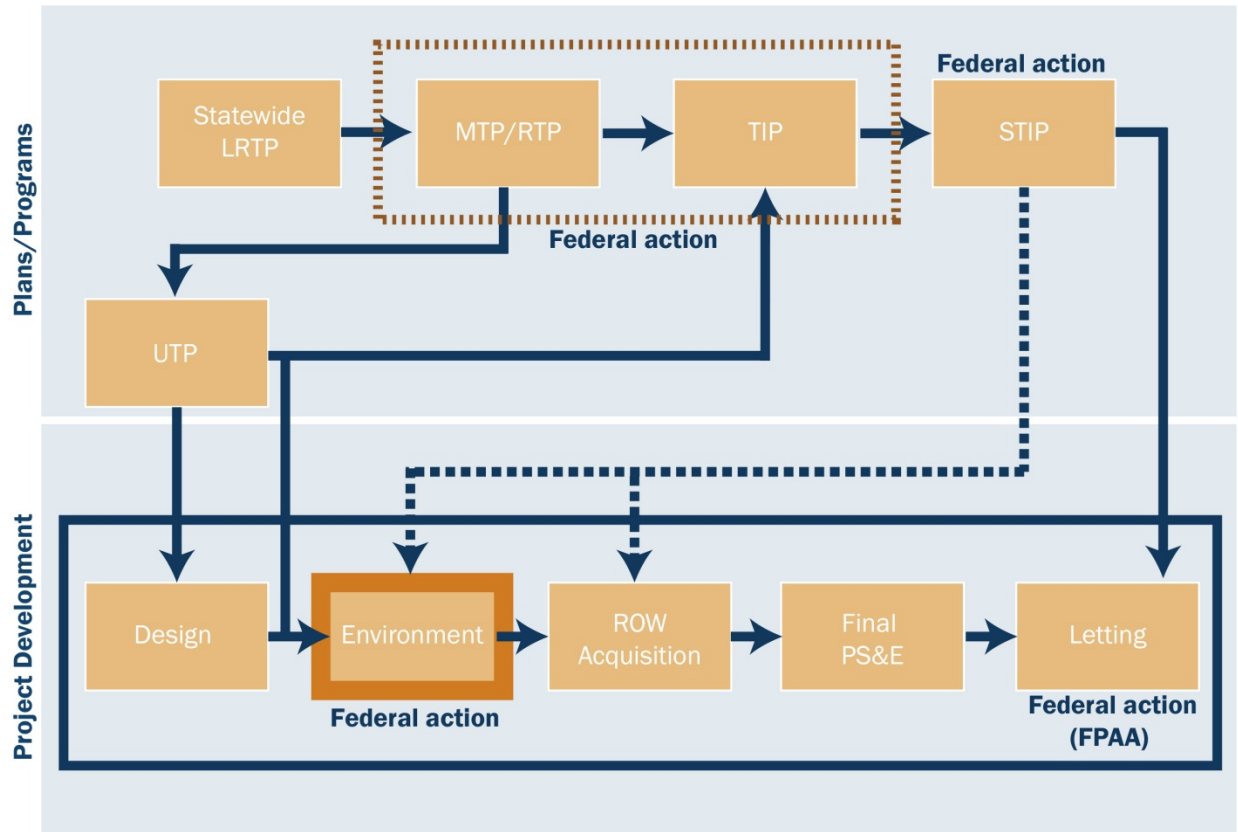 Plans/Programs
Federal action
Statewide
LRTP
MTP/RTP
TIP
STIP
Federal action
UTP
Project Development
Design
Environment
ROW
Acquisition
Final
PS&E
Letting
Federal action
Federal action
(FPAA)